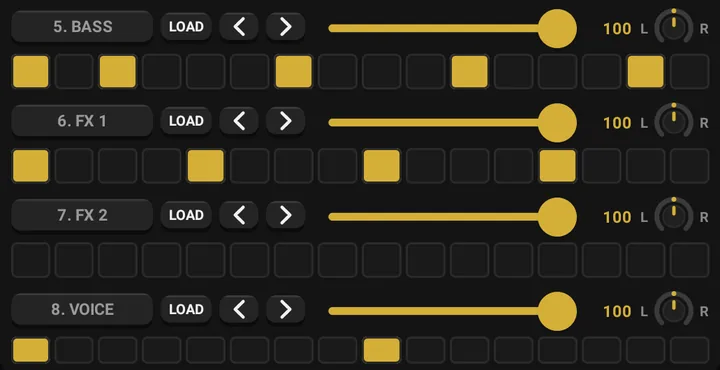 5. BASS LOAD 100 L R
6. FX 1 LOAD 100 L R
7. FX 2 LOAD 100 L R
8. VOICE LOAD 100 L R